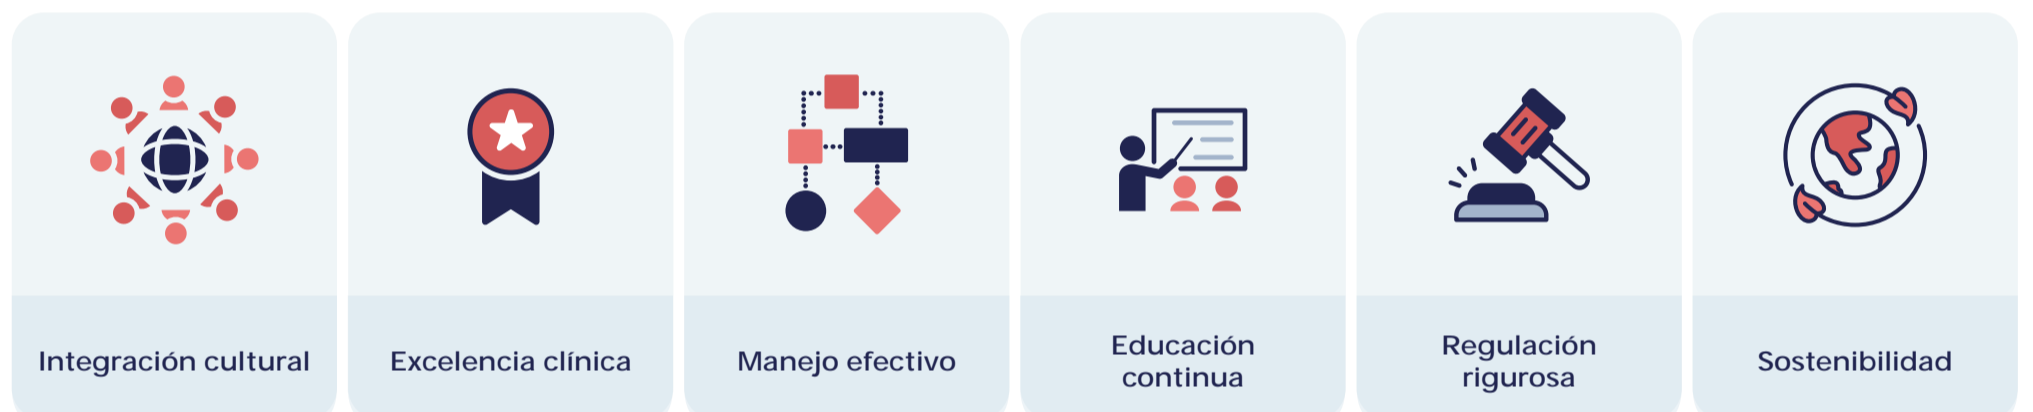 Integración cultural
Excelencia clínica
Manejo efectivo
Educación
continua
Regulación
rigurosa
Sostenibilidad